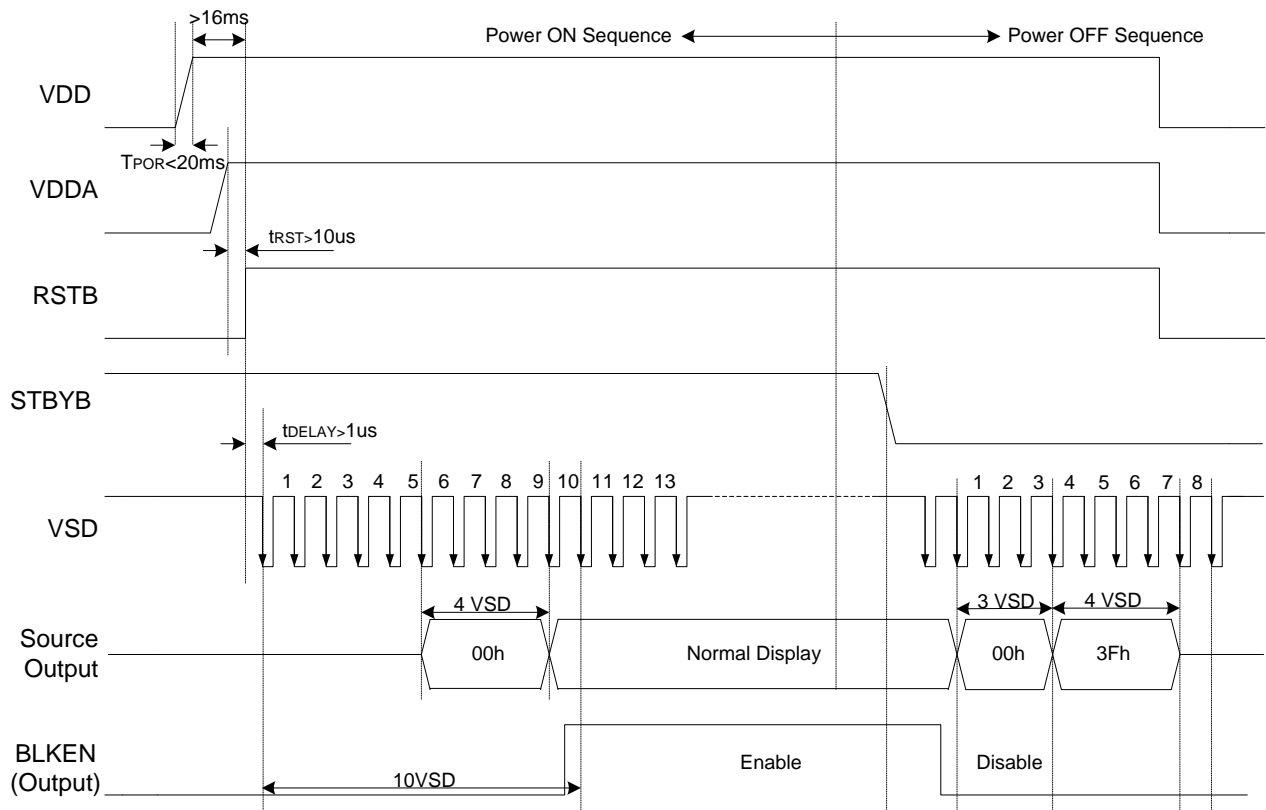 >16ms
Power ON Sequence
Power OFF Sequence
VDD
TPOR<20ms
VDDA
tRST>10us
RSTB
STBYB
tDELAY>1us
1 2 3 4 5 6 7 8 9 10 11 12 13
1 2 3 4 5 6 7 8
VSD
4 VSD
3 VSD
4 VSD
Source
Output
00h
Normal Display
00h
3Fh
BLKEN
(Output)
Enable
Disable
10VSD